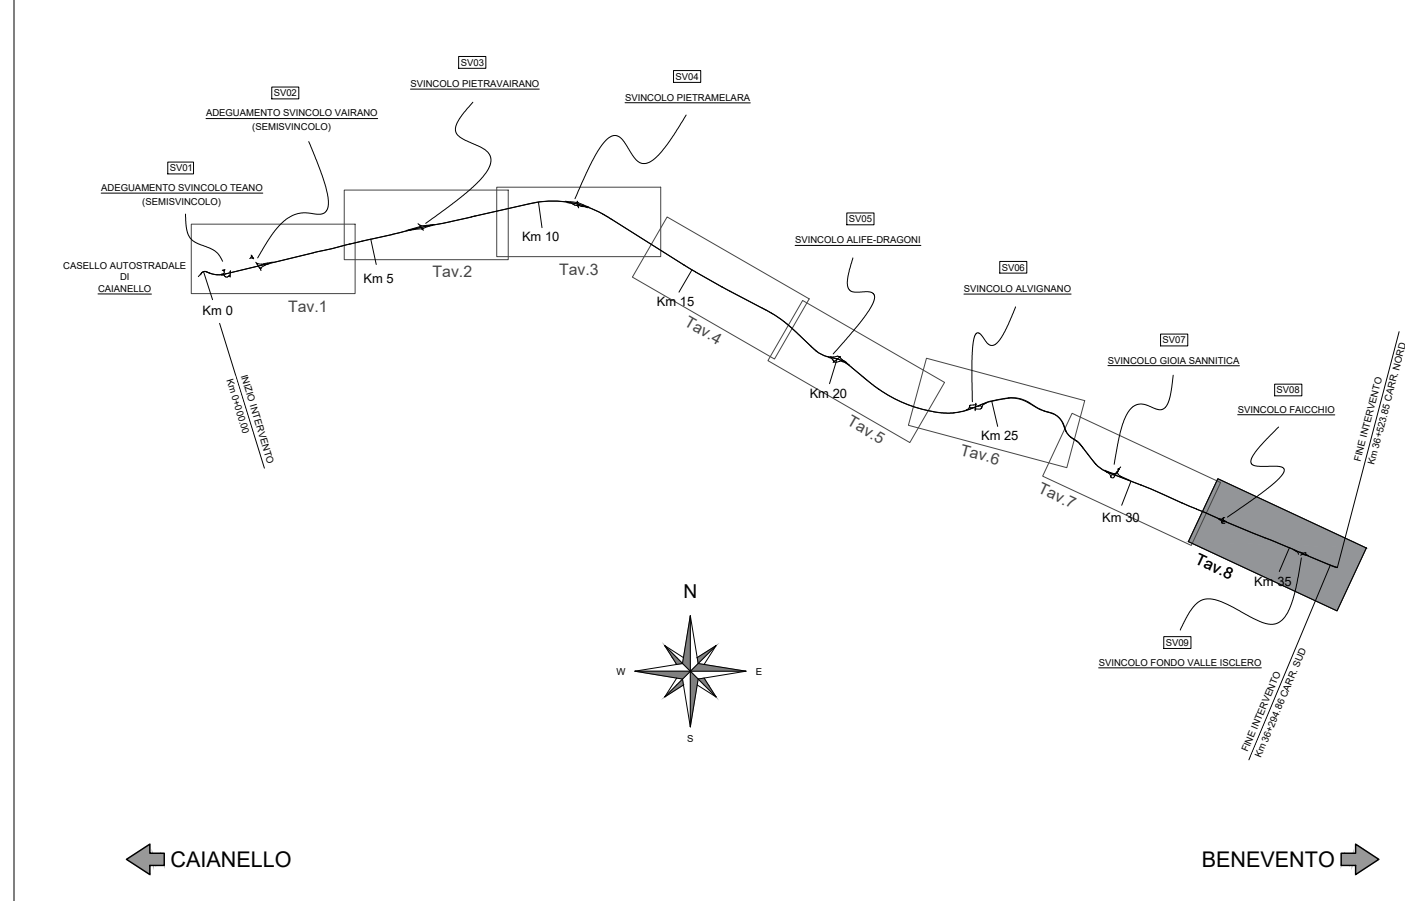 SV03
SVINCOLO PIETRAVAIRANO
SV04
SVINCOLO PIETRAMELARA
SV02
ADEGUAMENTO SVINCOLO VAIRANO
(SEMISVINCOLO)
SV01
ADEGUAMENTO SVINCOLO TEANO
(SEMISVINCOLO)
CASELLO AUTOSTRADALE
DI
CAIANELLO
Km 0
Tav.1
Km 5
Tav.2
Km 10
Tav.3
INIZIO INTERVENTO
Km 0+000.00
Km 15
Tav.4
SV05
SVINCOLO ALIFE-DRAGONI
Km 20
Tav.5
SV06
SVINCOLO ALVIGNANO
Km 25
Tav.6
SV07
SVINCOLO GIOIA SANNITICA
Km 30
Tav.7
SV08
SVINCOLO FAICCHIO
FINE INTERVENTO
Km 36+523.85 CARR. NORD
Tav.8
Km 35
SV09
SVINCOLO FONDO VALLE ISCLERO
FINE INTERVENTO
Km 36+294.86 CARR. SUD
N
W
E
S
CAIANELLO
BENEVENTO